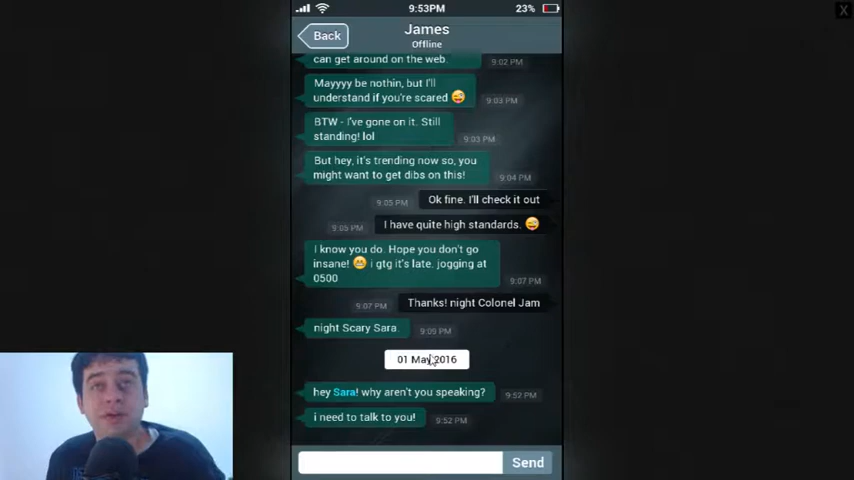 9:53PM
23%
X
Back
James
Offline
can get around on the web.
9:02 PM
Mayyyy be nothin, but I'll
understand if you're scared
9:03 PM
BTW - I've gone on it. Still
standing! lol
9:03 PM
But hey, it's trending now so, you
might want to get dibs on this!
9:04 PM
9:05 PM
Ok fine. I'll check it out
9:05 PM
I have quite high standards.
I know you do. Hope you don't go
insane! i gtg it's late. jogging at
0500
9:07 PM
9:07 PM
Thanks! night Colonel Jam
night Scary Sara.
9:09 PM
01 May 2016
hey Sara! why aren't you speaking?
9:52 PM
i need to talk to you!
9:52 PM
Send